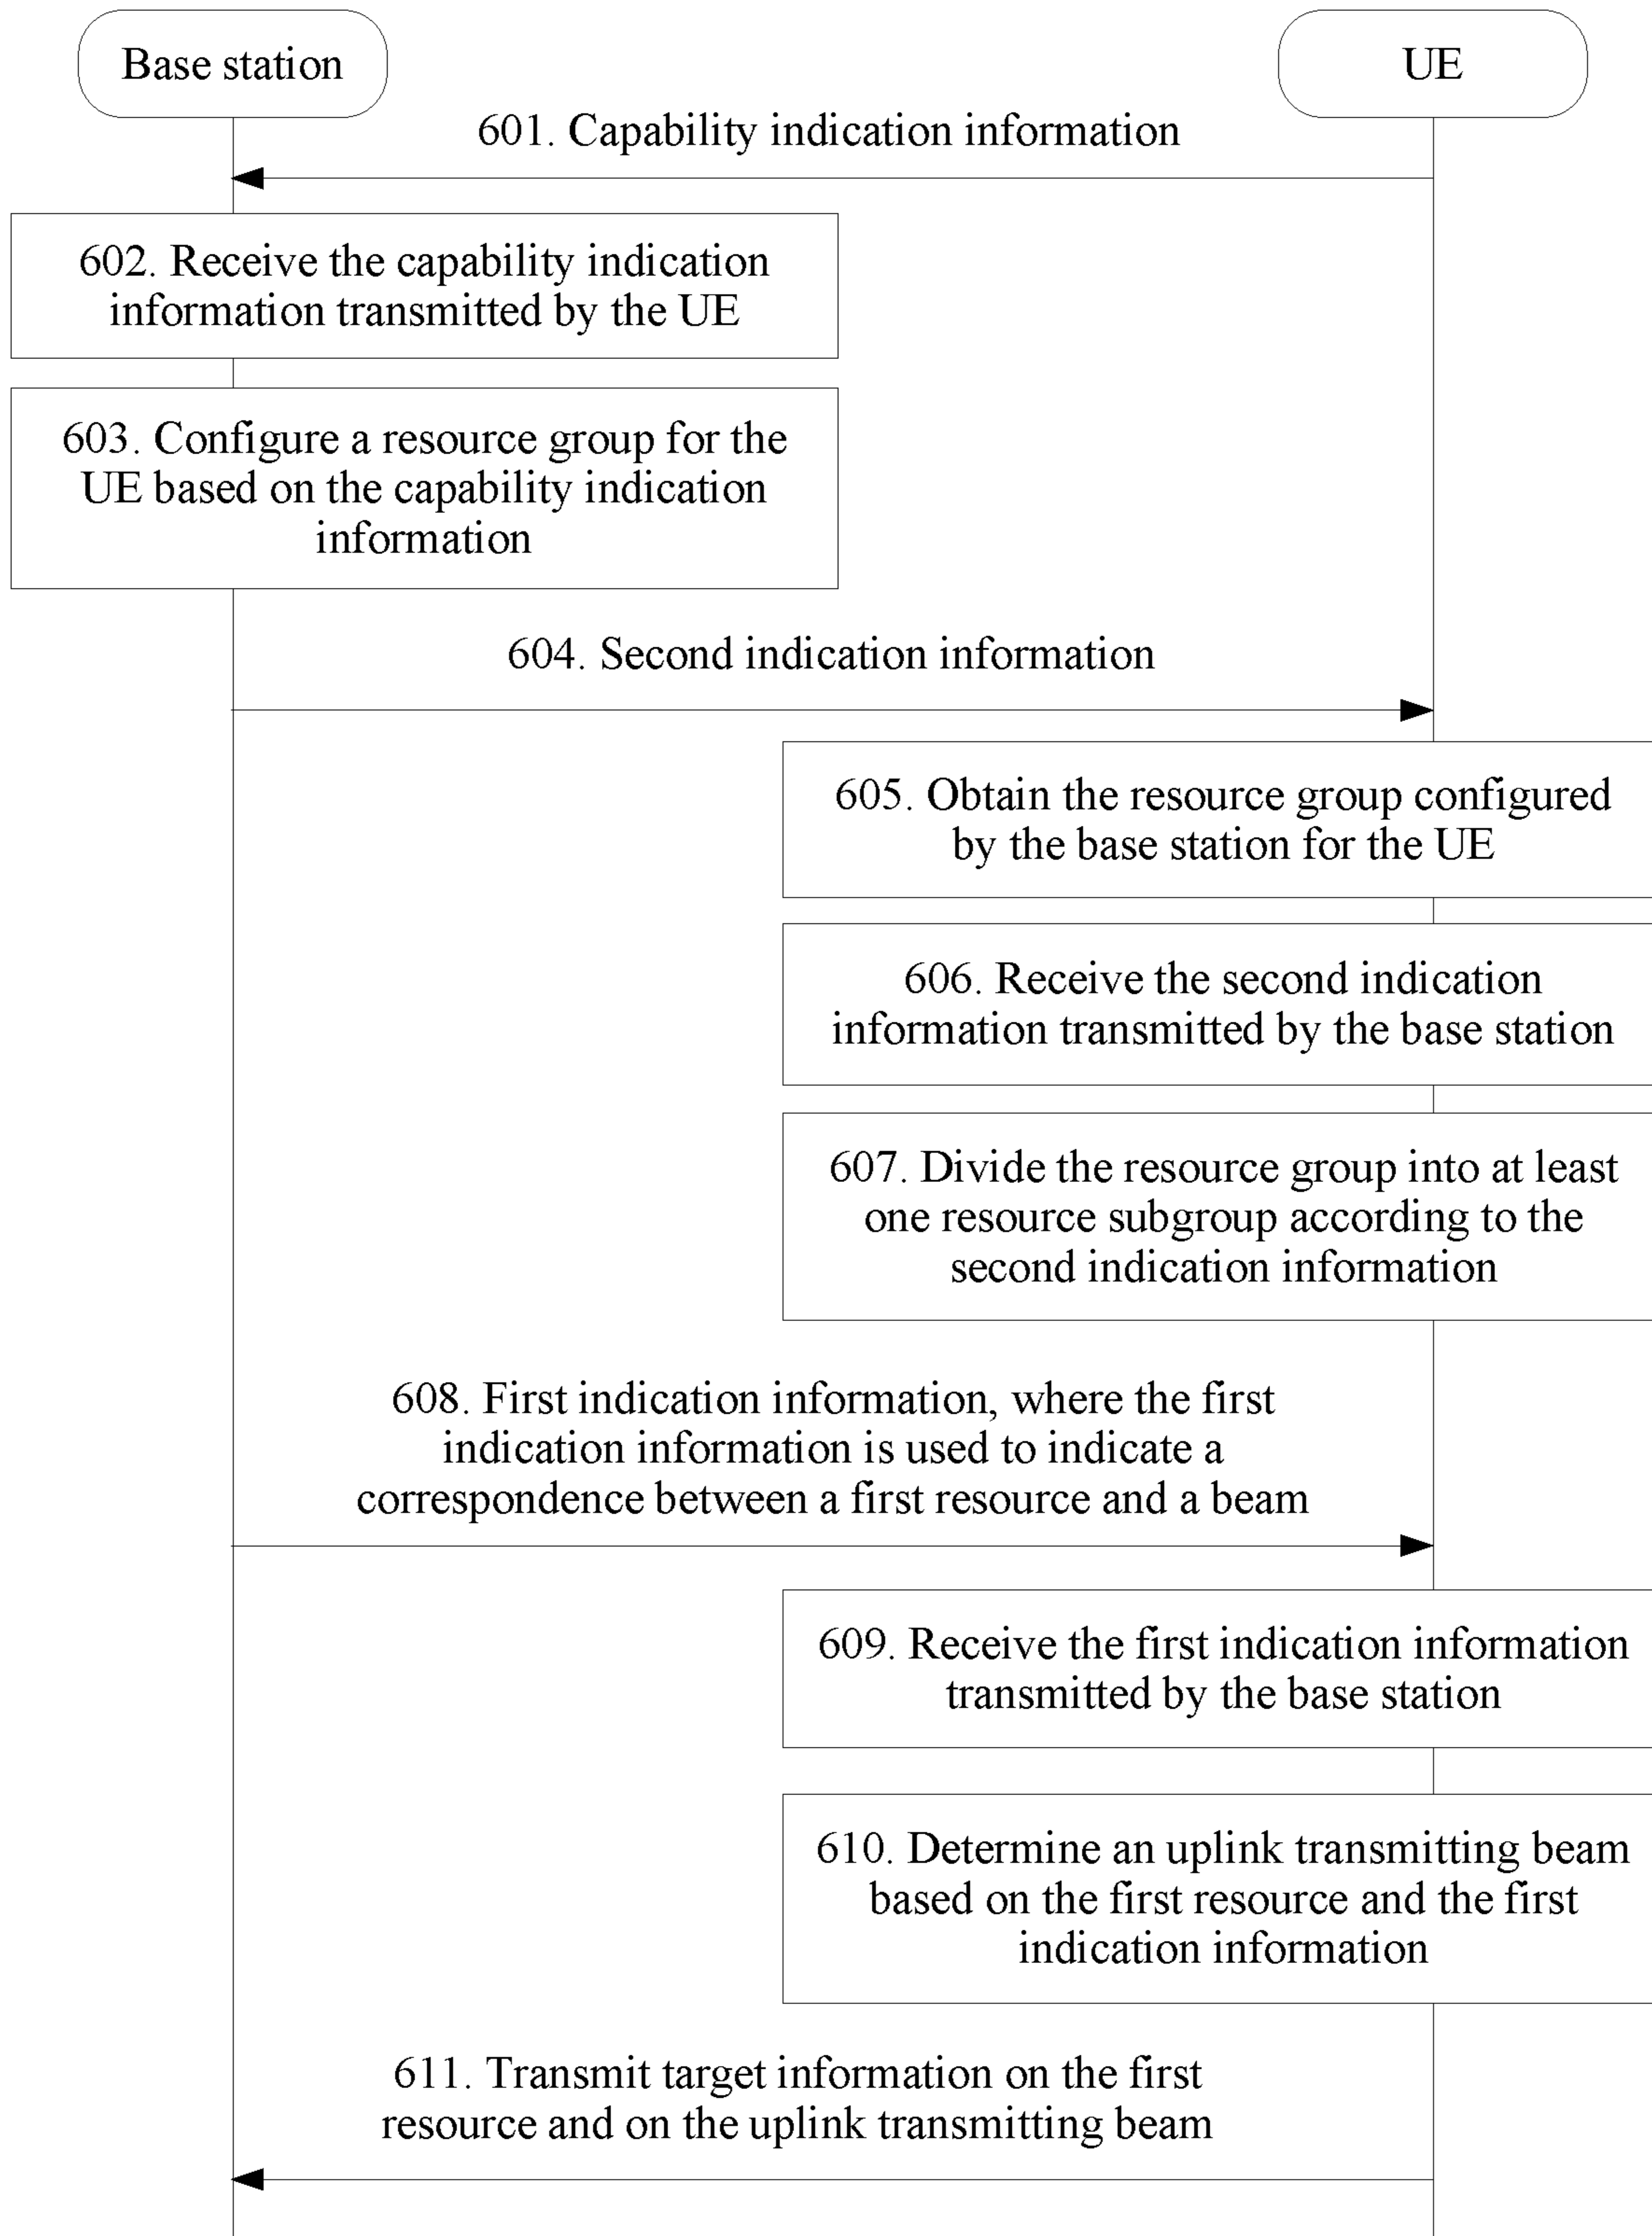 Base station
UE
601. Capability indication information
602. Receive the capability indication
information transmitted by the UE
603. Configure a resource group for the
UE based on the capability indication
information
604. Second indication information
605. Obtain the resource group configured
by the base station for the UE
606. Receive the second indication
information transmitted by the base station
607. Divide the resource group into at least
one resource subgroup according to the
second indication information
608. First indication information, where the first
indication information is used to indicate a
correspondence between a first resource and a beam
609. Receive the first indication information
transmitted by the base station
610. Determine an uplink transmitting beam
based on the first resource and the first
indication information
611. Transmit target information on the first
resource and on the uplink transmitting beam